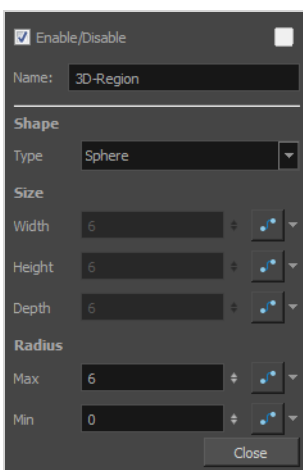 Enable/Disable
Name: 3D-Region
Shape
Type Sphere
Size
Width 6
Height 6
Depth 6
Radius
Max 6
Min 0
Close